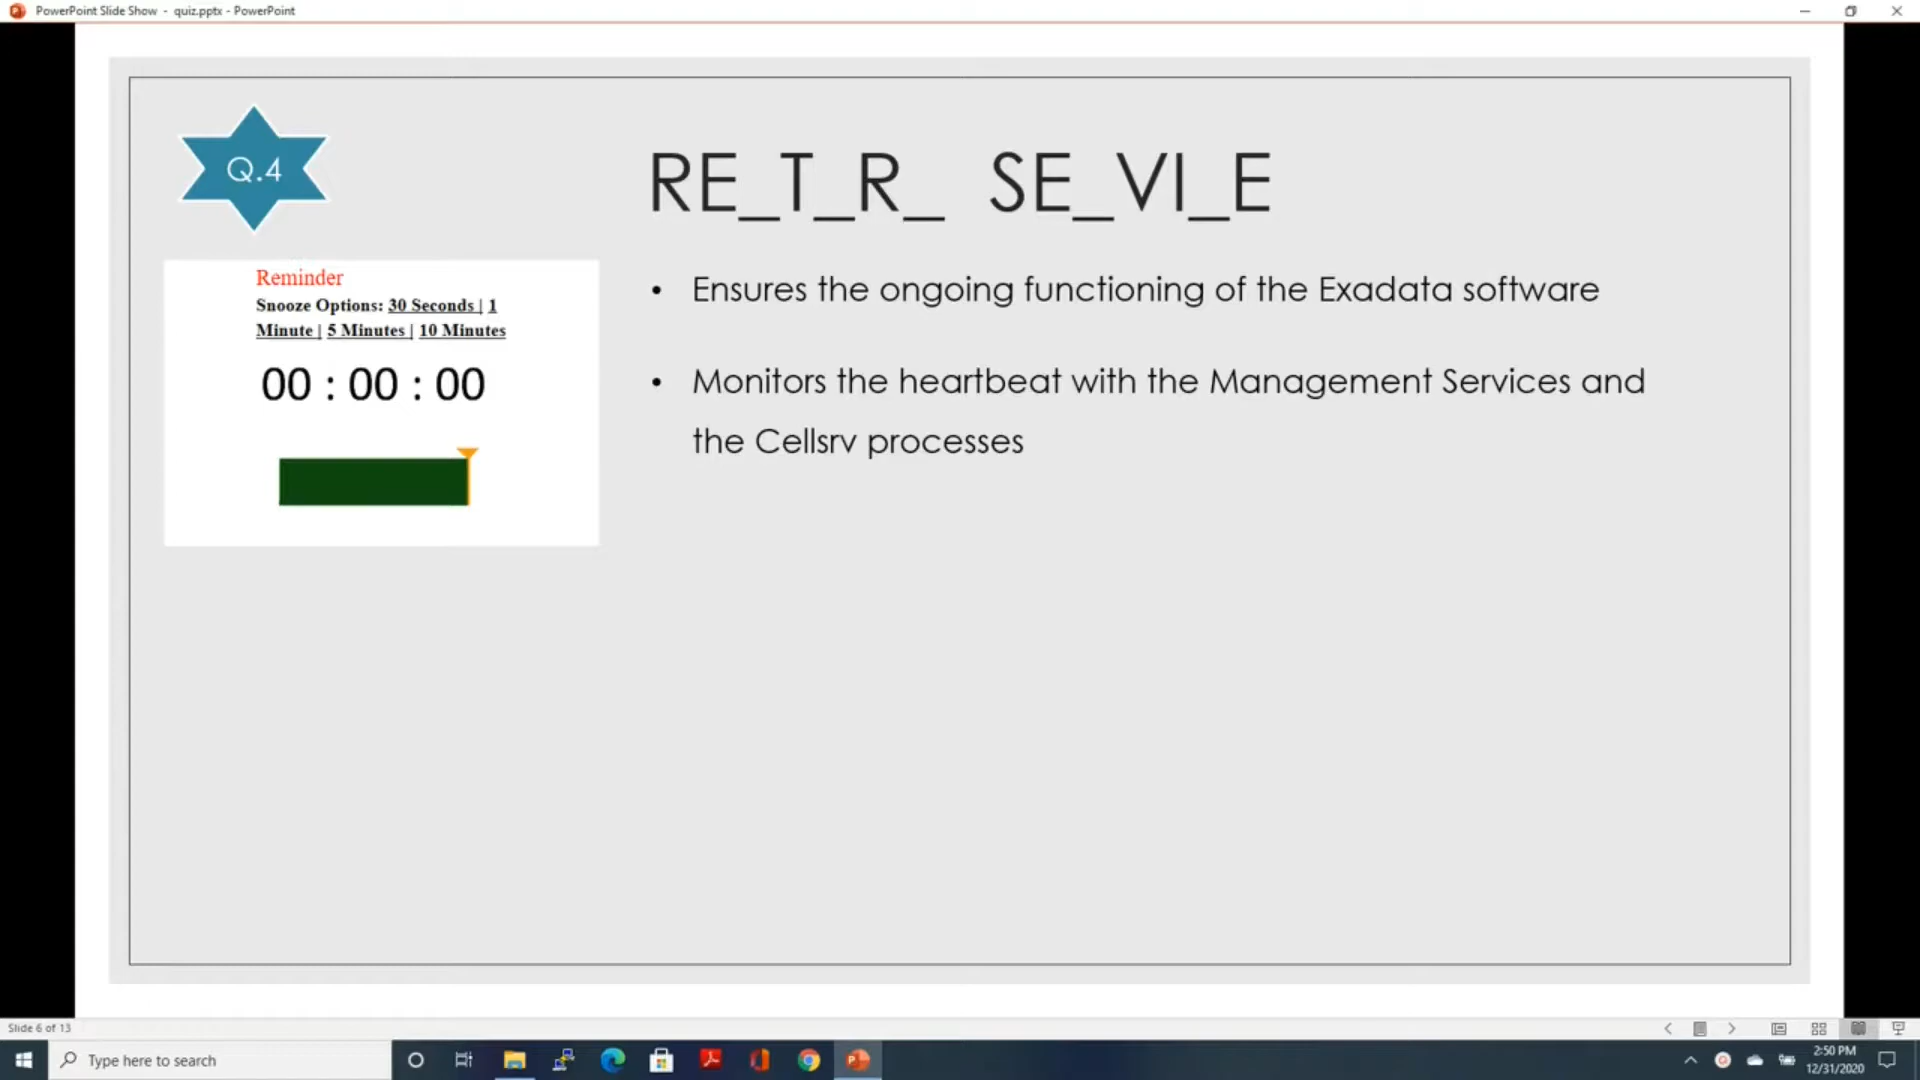 PowerPoint Slide Show - quiz.pptx - PowerPoint
Q.4
RE_T_R_ SE_VI_E
Reminder
Snooze Options: 30 Seconds | 1
Minute | 5 Minutes | 10 Minutes
00 : 00 : 00
• Ensures the ongoing functioning of the Exadata software
• Monitors the heartbeat with the Management Services and
the Cellsrv processes
Slide 6 of 13
Type here to search
2:50 PM
12/31/2020